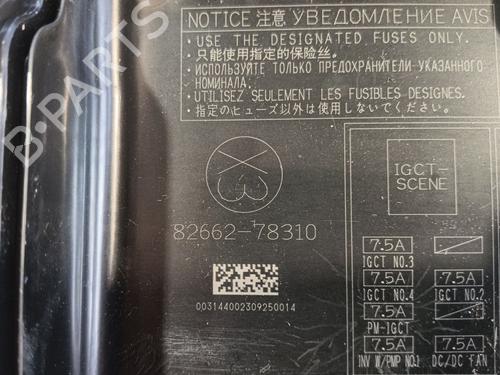 NOTICE 注意 УВЕДОМЛЕНИЕ AVIS
· USE THE DESIGNATED FUSES ONLY.
· 只能使用指定的保险丝。
· ИСПОЛЬЗУЙТЕ ТОЛЬКО ПРЕДОХРАНИТЕЛИ УКАЗАННОГО
НОМИНАЛА.
· UTILISEZ SEULEMENT LES FUSIBLES DESIGNES.
· 指定のヒューズ以外は使用しないでください。
B-PARTS
IGCT-
SCENE
82662-78310
7.5A
IGCT NO.3
7.5A 7.5A
IGCT NO.4 IGCT NO.2
7.5A
PM-IGCT
7.5A 7.5A
INV W/PMP NO.1 DC/DC FAN
003144002309250014